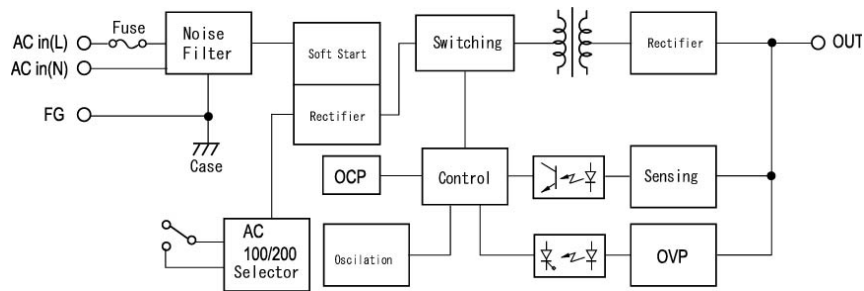 Fuse
AC in(L)
Noise
Filter
AC in(N)
Soft Start
Switching
Rectifier
OUT
FG
Rectifier
Case
OCP
Control
Sensing
AC
100/200
Selector
Oscilation
OVP